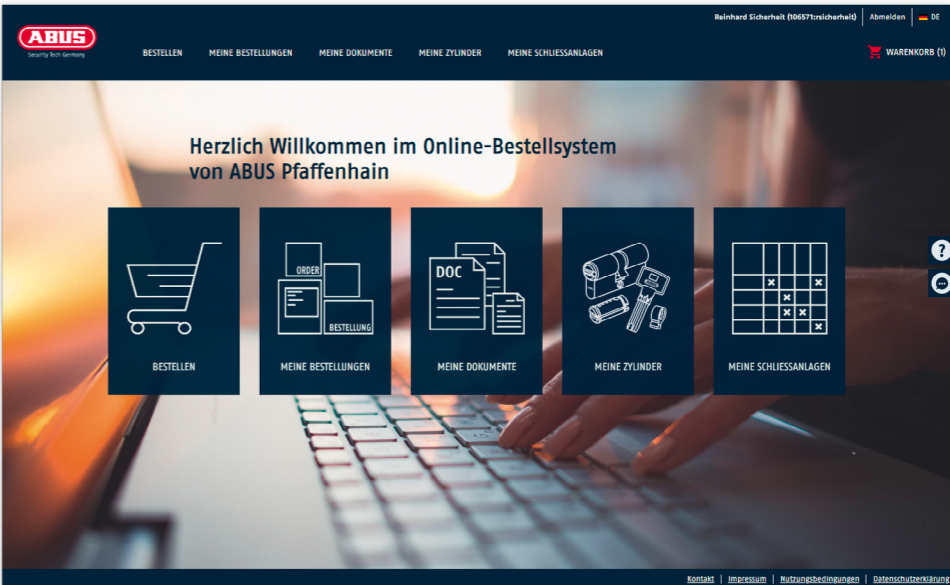 Reinhard Sicherheit (106571:rsicherheit) | Abmelden | DE
ABUS
Security Tech Germany
BESTELLEN MEINE BESTELLUNGEN MEINE DOKUMENTE MEINE ZYLINDER MEINE SCHLIESSANLAGEN
WARENKORB (1)
Herzlich Willkommen im Online-Bestellsystem
von ABUS Pfaffenhain
ORDER
BESTELLUNG
DOC
?
BESTELLEN
MEINE BESTELLUNGEN
MEINE DOKUMENTE
MEINE ZYLINDER
MEINE SCHLIESSANLAGEN
Kontakt | Impressum | Nutzungsbedingungen | Datenschutzerklärung